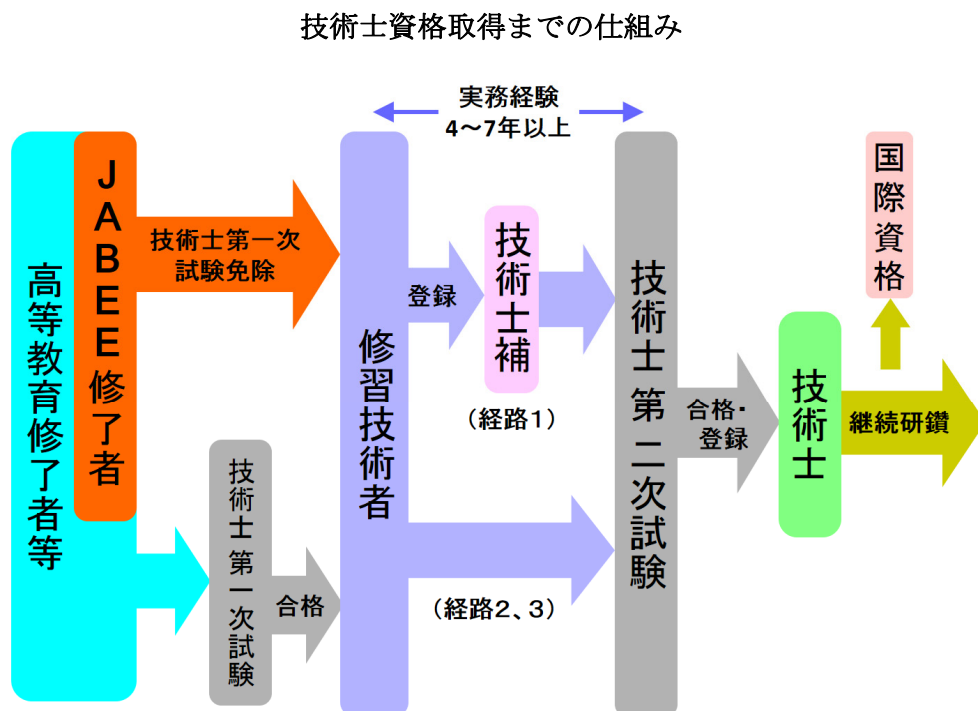 技術士資格取得までの仕組み
実務経験
4～7年以上
高等教育修了者等
JABEE修了者
技術士第一次
試験免除
技術士第一次試験
合格
修習技術者
登録
技術士補
（経路1）
（経路2、3）
技術士第二次試験
合格・
登録
技術士
国際資格
継続研鑽